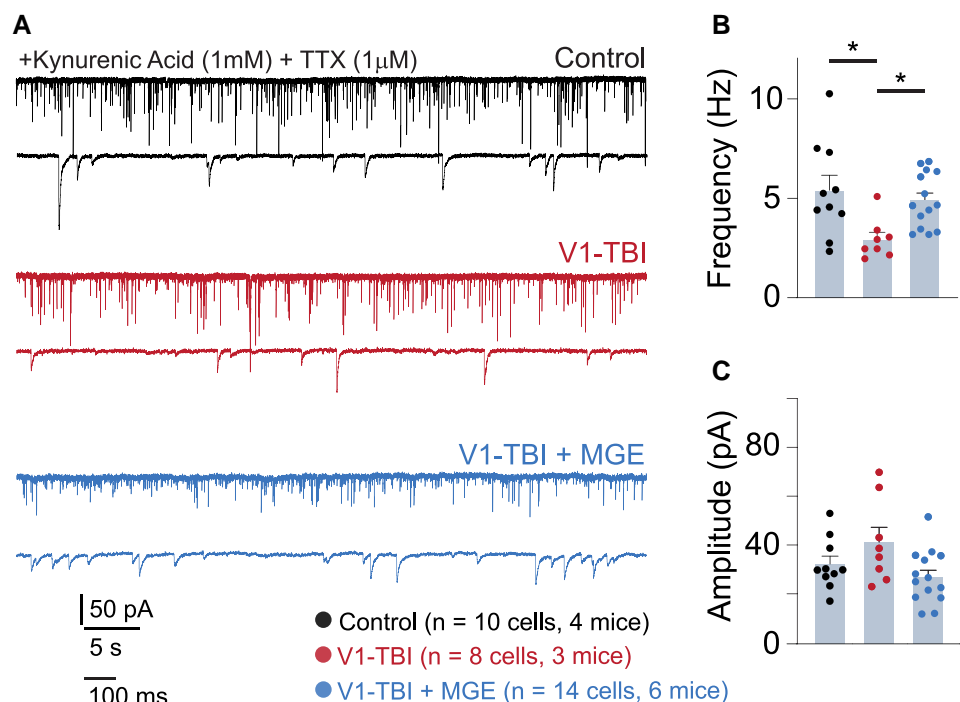 A
+Kynurenic Acid (1mM) + TTX (1μM)
Control
V1-TBI
V1-TBI + MGE
50 pA
5 s
100 ms
Control (n = 10 cells, 4 mice)
V1-TBI (n = 8 cells, 3 mice)
V1-TBI + MGE (n = 14 cells, 6 mice)
B
*
*
Frequency (Hz)
10
5
0
C
Amplitude (pA)
80
40
0